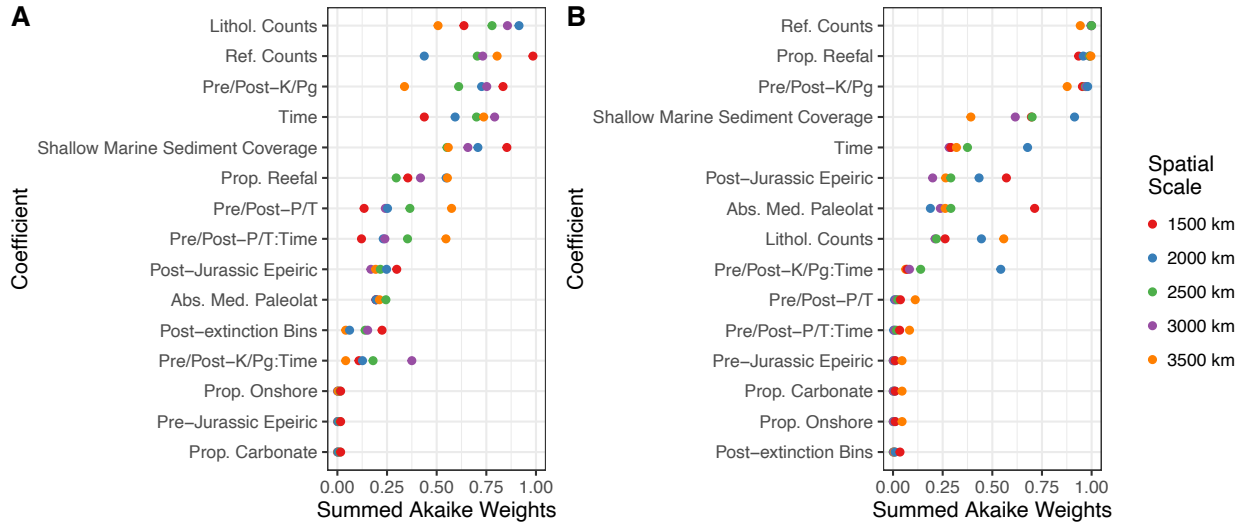 A
Lithol. Counts
Ref. Counts
Pre/Post−K/Pg
Time
Shallow Marine Sediment Coverage
Prop. Reefal
Pre/Post−P/T
Pre/Post−P/T:Time
Post−Jurassic Epeiric
Abs. Med. Paleolat
Post−extinction Bins
Pre/Post−K/Pg:Time
Prop. Onshore
Pre−Jurassic Epeiric
Prop. Carbonate
Coefficient
0.00 0.25 0.50 0.75 1.00
Summed Akaike Weights
B
Ref. Counts
Prop. Reefal
Pre/Post−K/Pg
Shallow Marine Sediment Coverage
Time
Post−Jurassic Epeiric
Abs. Med. Paleolat
Lithol. Counts
Pre/Post−K/Pg:Time
Pre/Post−P/T
Pre/Post−P/T:Time
Pre−Jurassic Epeiric
Prop. Carbonate
Prop. Onshore
Post−extinction Bins
Coefficient
0.00 0.25 0.50 0.75 1.00
Summed Akaike Weights
Spatial
Scale
1500 km
2000 km
2500 km
3000 km
3500 km